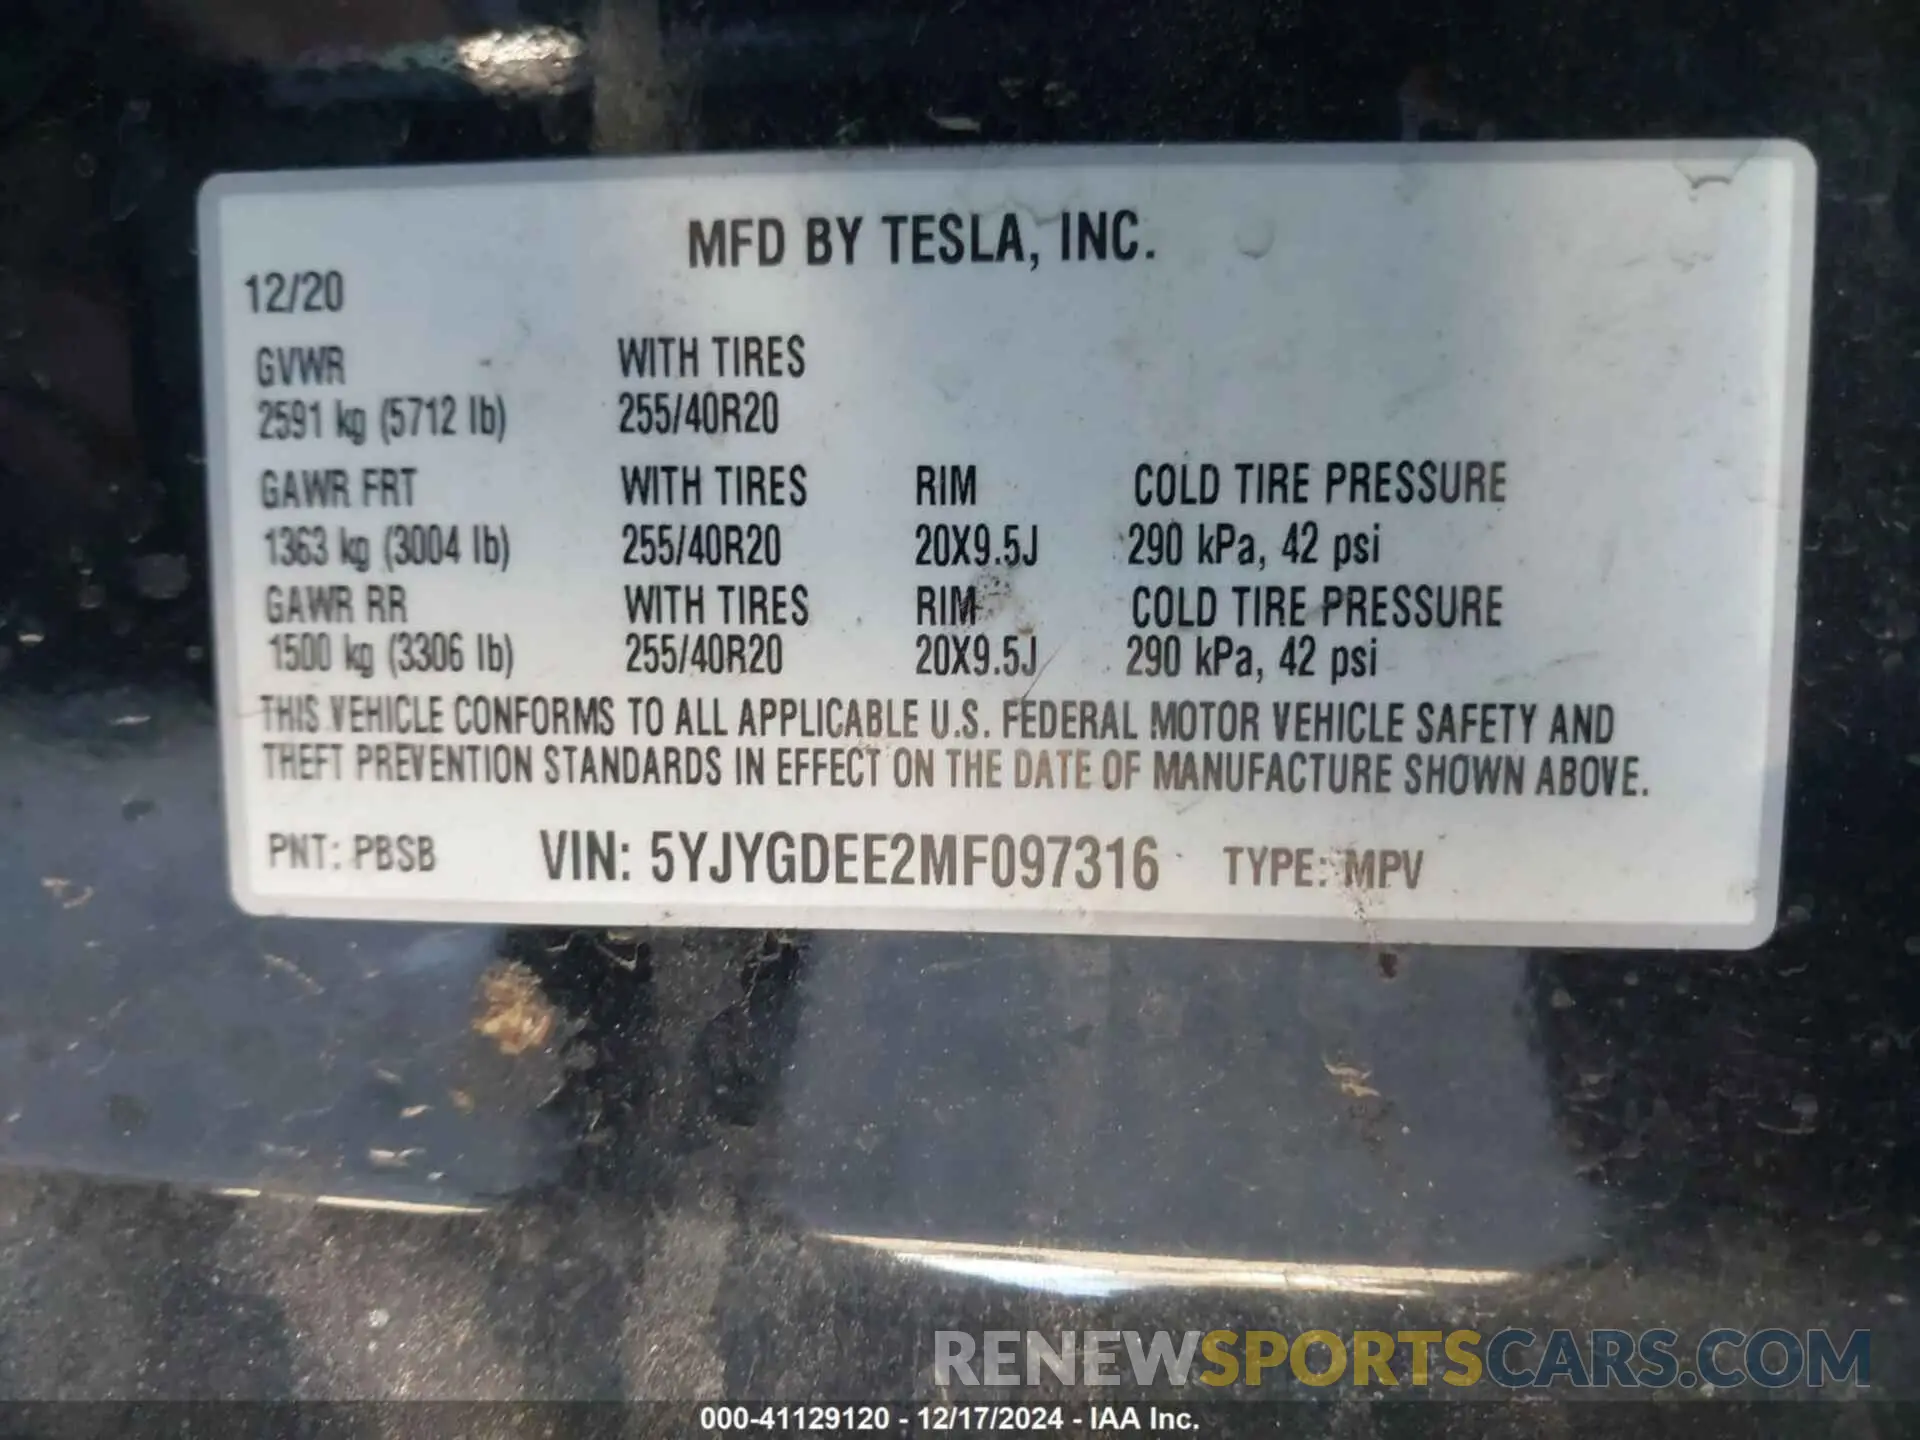 MFD BY TESLA, INC.
12/20
GVWR WITH TIRES
2591 kg (5712 lb) 255/40R20
GAWR FRT WITH TIRES RIM COLD TIRE PRESSURE
1363 kg (3004 lb) 255/40R20 20X9.5J 290 kPa, 42 psi
GAWR RR WITH TIRES RIM COLD TIRE PRESSURE
1500 kg (3306 lb) 255/40R20 20X9.5J 290 kPa, 42 psi
THIS VEHICLE CONFORMS TO ALL APPLICABLE U.S. FEDERAL MOTOR VEHICLE SAFETY AND
THEFT PREVENTION STANDARDS IN EFFECT ON THE DATE OF MANUFACTURE SHOWN ABOVE.
PNT: PBSB VIN: 5YJYGDEE2MF097316 TYPE: MPV
RENEWSPORTSCARS.COM
000-41129120 - 12/17/2024 - IAA Inc.